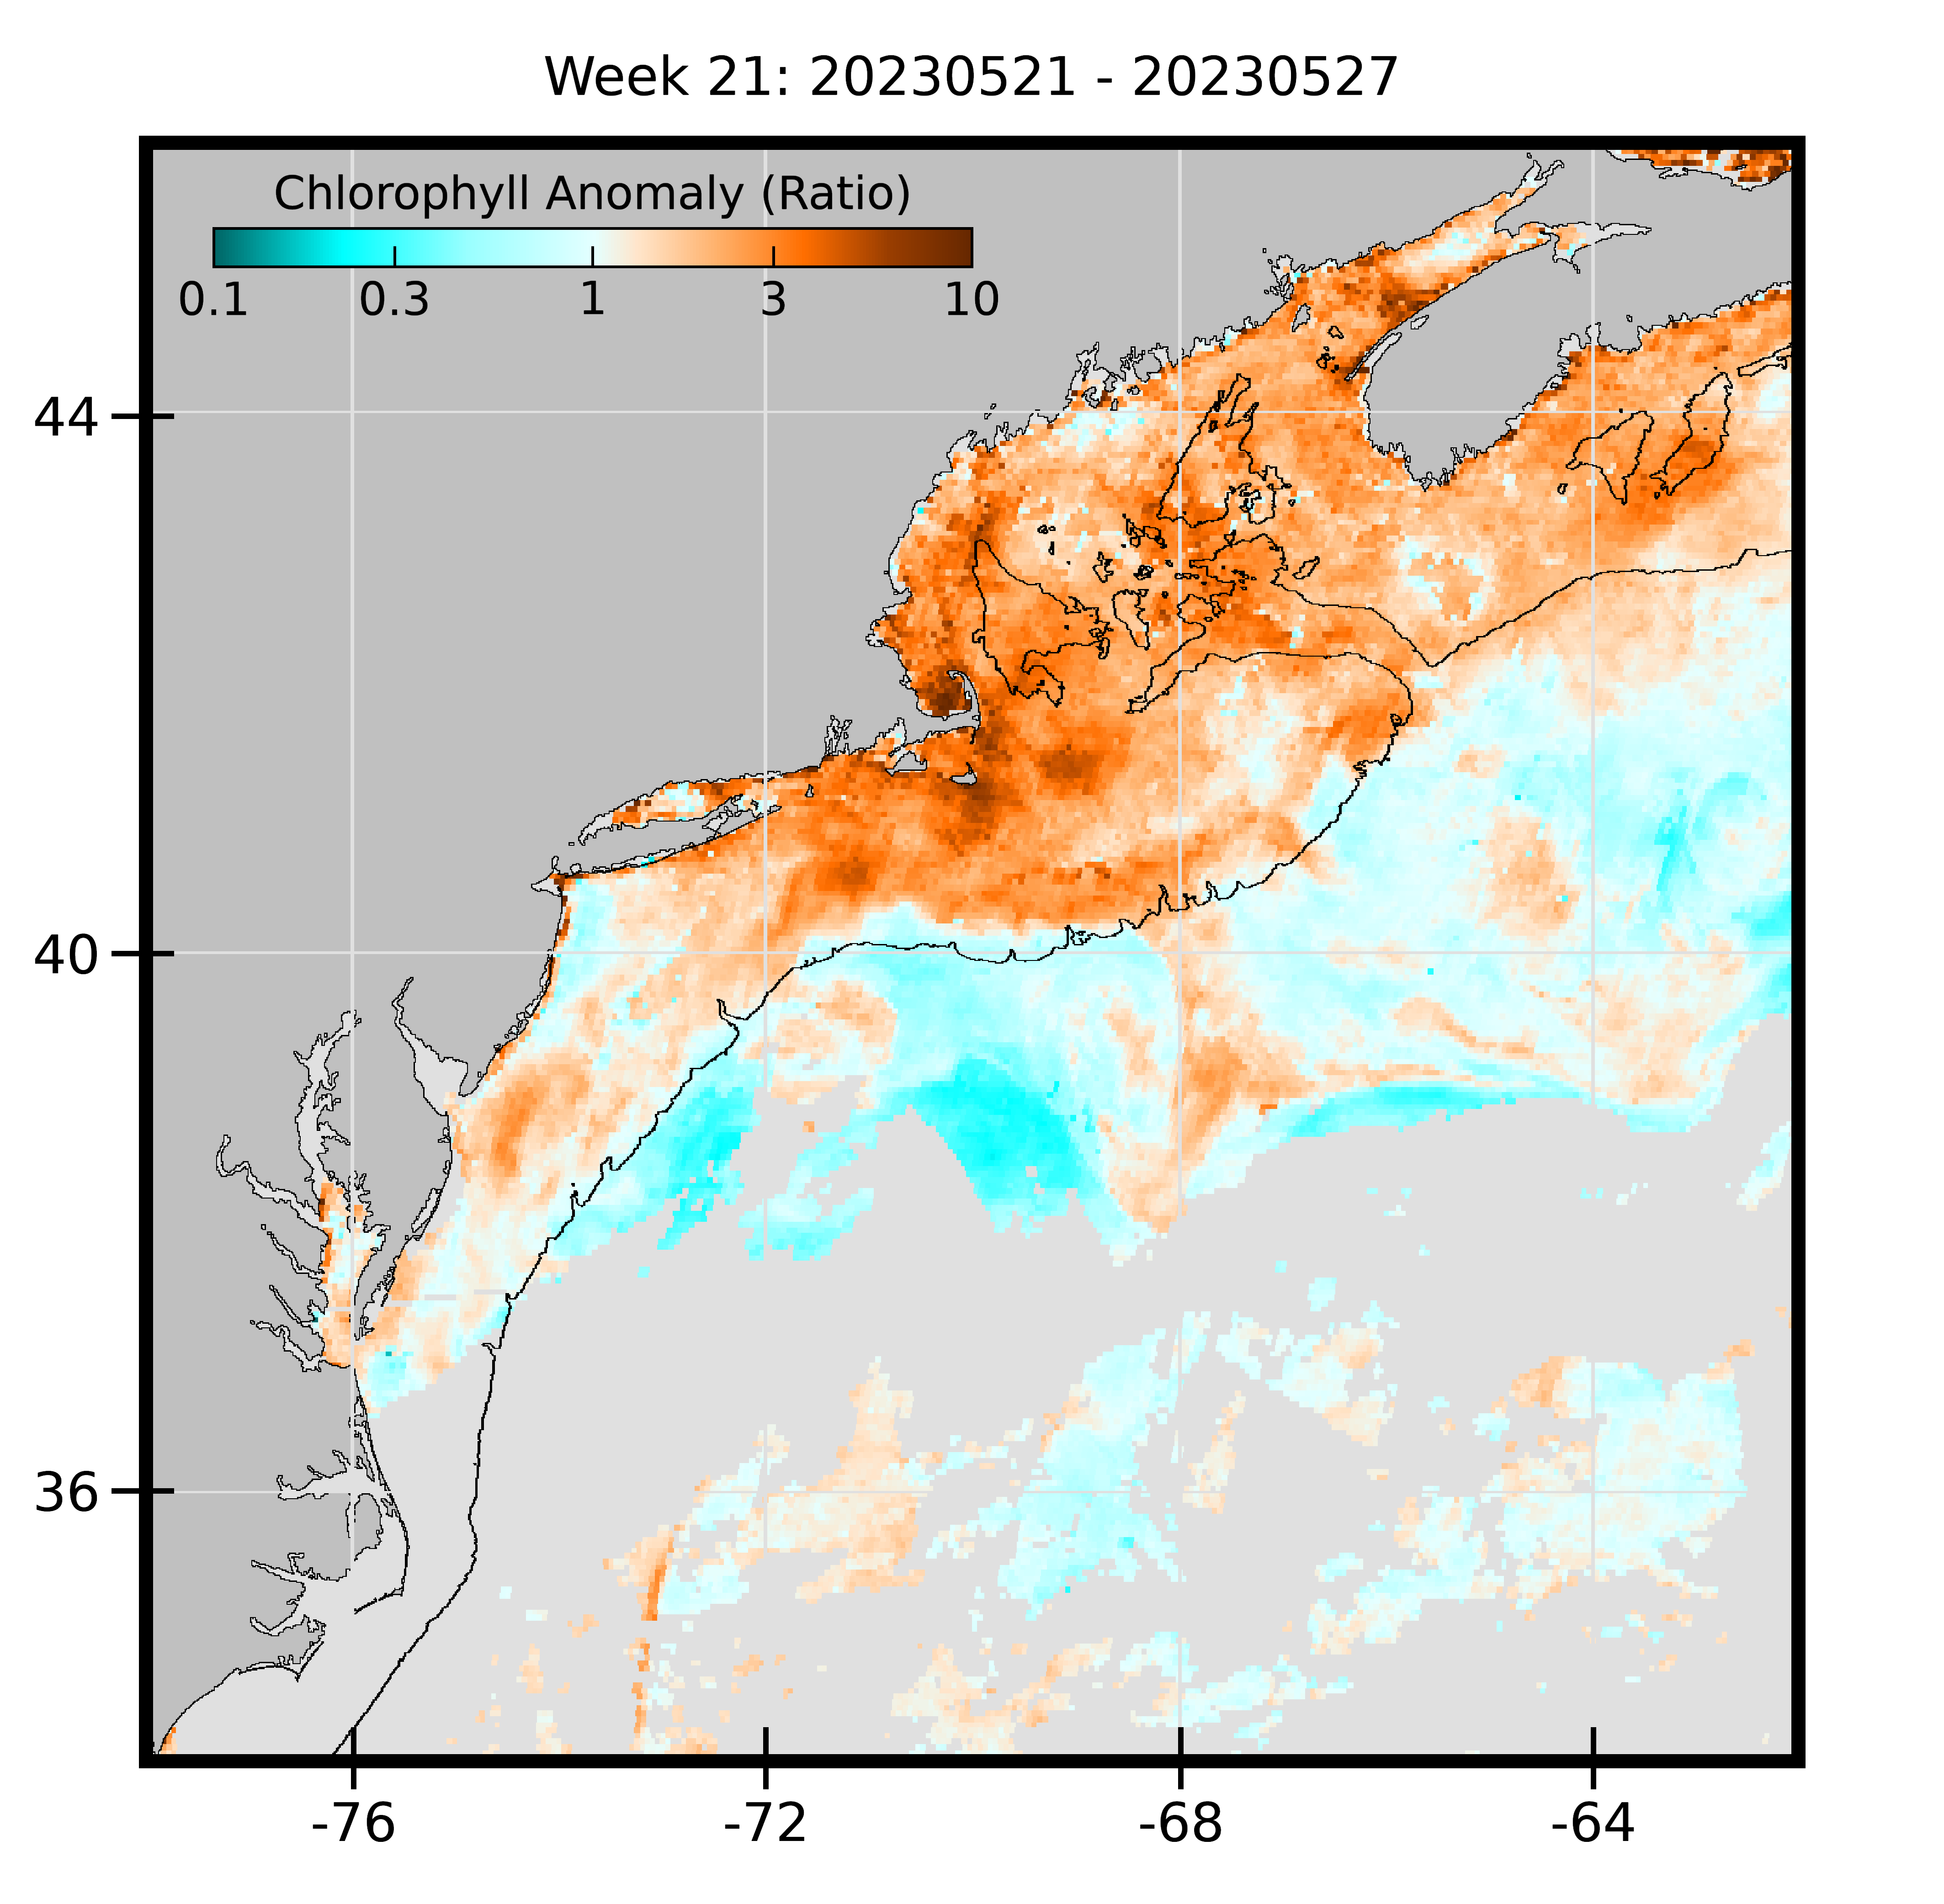 Week 21: 20230521 - 20230527
Chlorophyll Anomaly (Ratio)
0.1 0.3 1 3 10
44
40
36
-76 -72 -68 -64